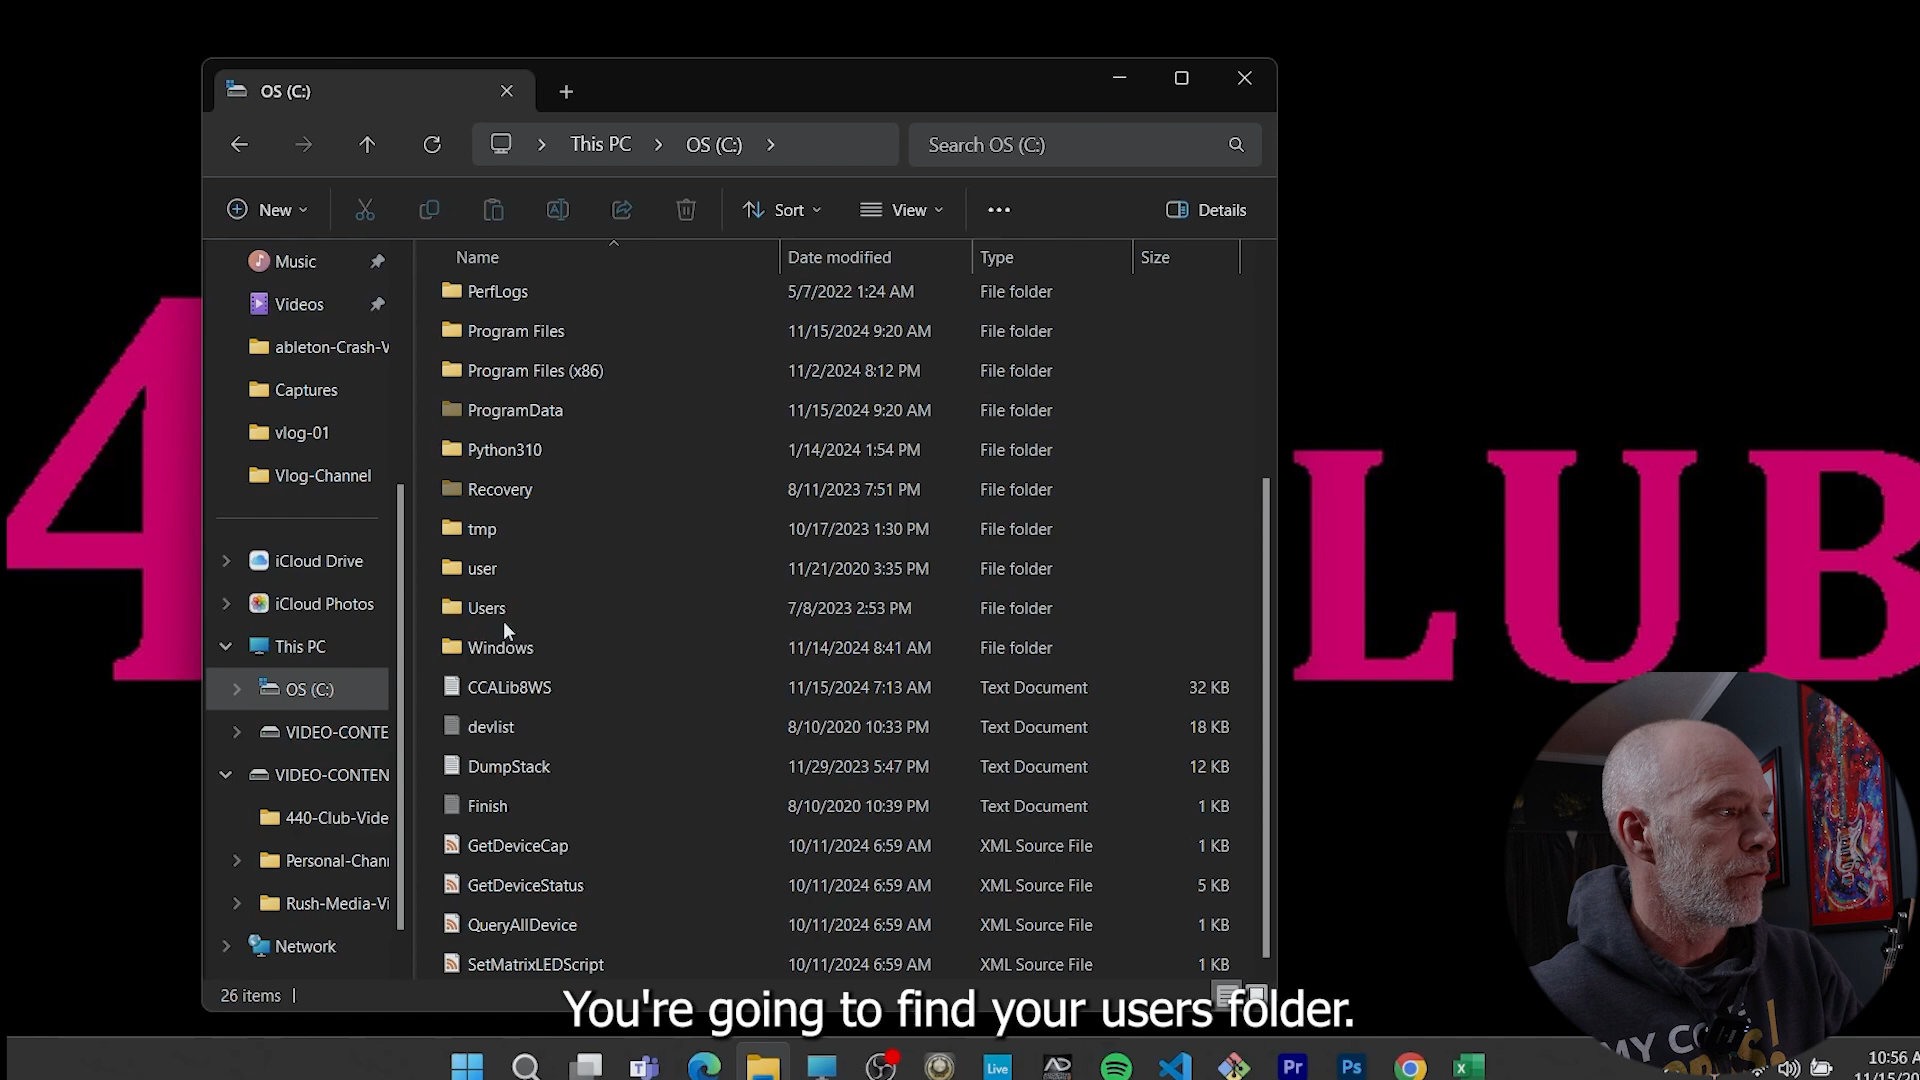 OS (C:)
This PC
OS (C:)
Search OS (C:)
New
Sort
View
Details
Music
Videos
ableton-Crash-V
Captures
vlog-01
Vlog-Channel
iCloud Drive
iCloud Photos
This PC
OS (C:)
VIDEO-CONTE
VIDEO-CONTEN
440-Club-Vide
Personal-Chan
Rush-Media-Vi
Network
Name Date modified Type Size
PerfLogs 5/7/2022 1:24 AM File folder
Program Files 11/15/2024 9:20 AM File folder
Program Files (x86) 11/2/2024 8:12 PM File folder
ProgramData 11/15/2024 9:20 AM File folder
Python310 1/14/2024 1:54 PM File folder
Recovery 8/11/2023 7:51 PM File folder
tmp 10/17/2023 1:30 PM File folder
user 11/21/2020 3:35 PM File folder
Users 7/8/2023 2:53 PM File folder
Windows 11/14/2024 8:41 AM File folder
CCALib8WS 11/15/2024 7:13 AM Text Document 32 KB
devlist 8/10/2020 10:33 PM Text Document 18 KB
DumpStack 11/29/2023 5:47 PM Text Document 12 KB
Finish 8/10/2020 10:39 PM Text Document 1 KB
GetDeviceCap 10/11/2024 6:59 AM XML Source File 1 KB
GetDeviceStatus 10/11/2024 6:59 AM XML Source File 5 KB
QueryAllDevice 10/11/2024 6:59 AM XML Source File 1 KB
SetMatrixLEDScript 10/11/2024 6:59 AM XML Source File 1 KB
26 items
4 LUB
You're going to find your users folder.
MY CO
Live
AD
Pr
Ps
10:56 A
11/15/20